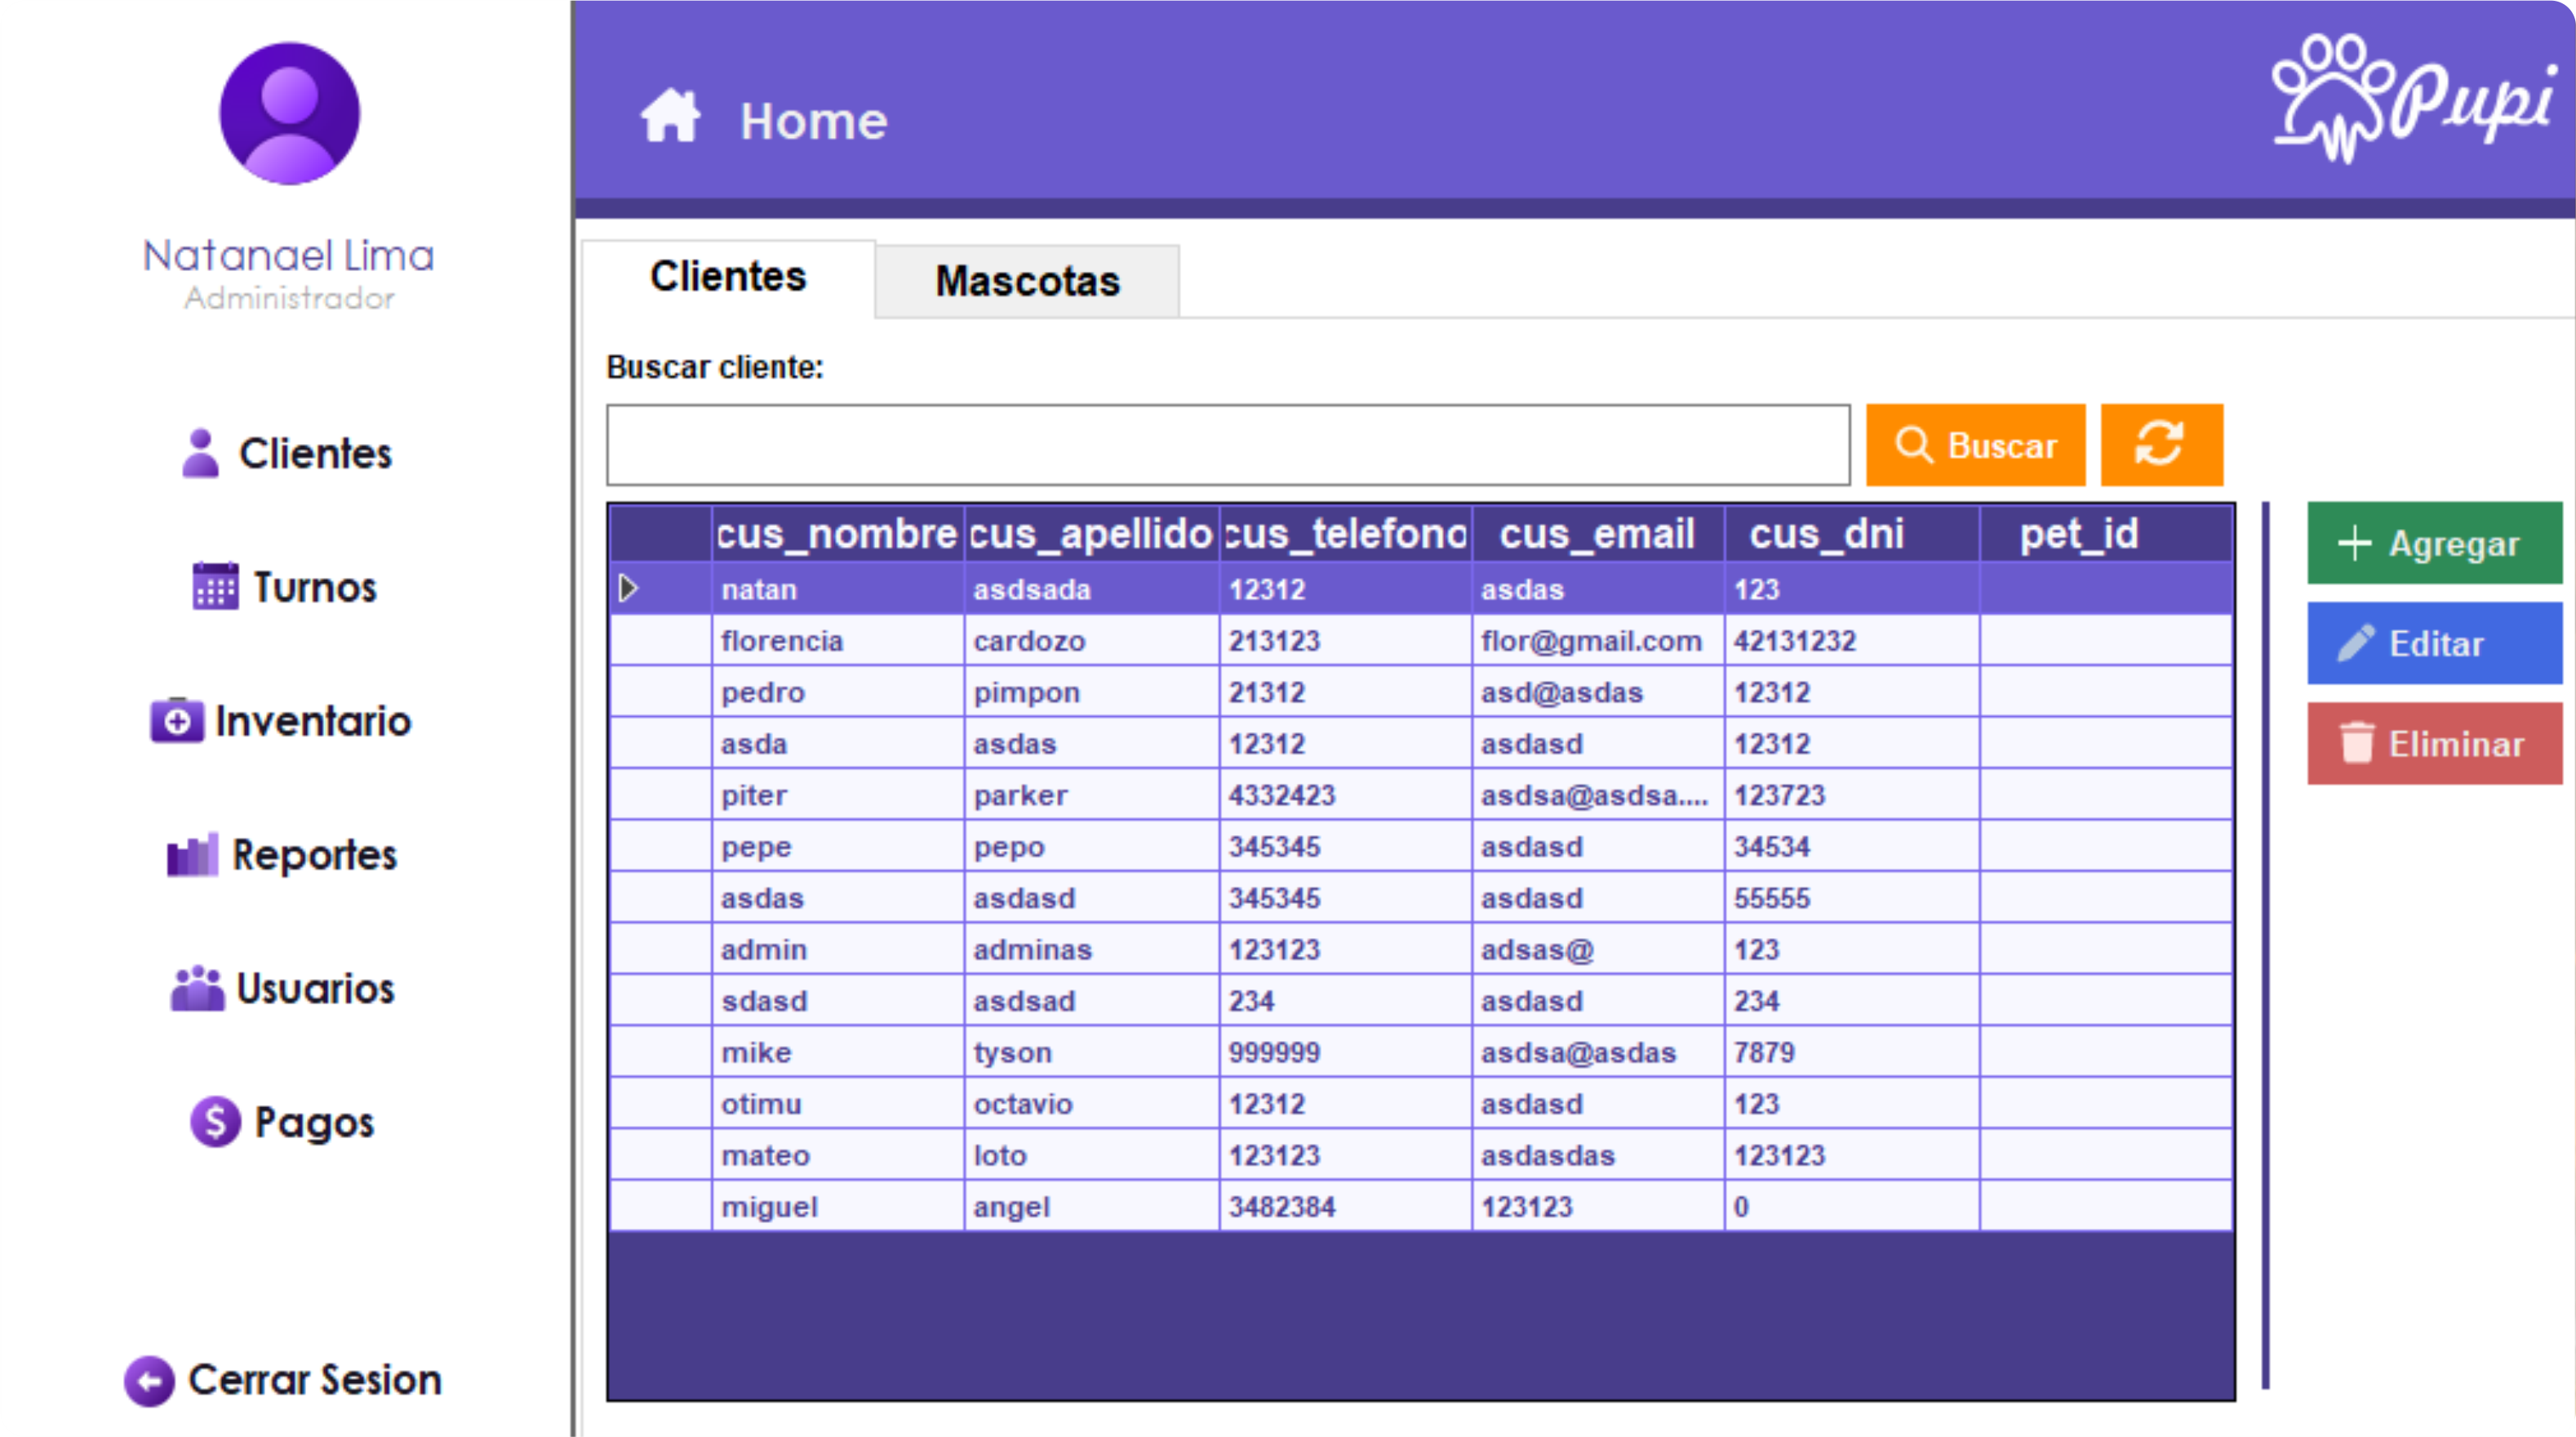 Natanael Lima
Administrador
Clientes
Turnos
Inventario
Reportes
Usuarios
Pagos
Cerrar Sesion
Home
Pupi
Clientes Mascotas
Buscar cliente:
Buscar
cus_nombre cus_apellido cus_telefono cus_email cus_dni pet_id
natan asdsada 12312 asdas 123
florencia cardozo 213123 flor@gmail.com 42131232
pedro pimpon 21312 asd@asdas 12312
asda asdas 12312 asdasd 12312
piter parker 4332423 asdsa@asdsa.... 123723
pepe pepo 345345 asdasd 34534
asdas asdasd 345345 asdasd 55555
admin adminas 123123 adsas@ 123
sdasd asdsad 234 asdasd 234
mike tyson 999999 asdsa@asdas 7879
otimu octavio 12312 asdasd 123
mateo loto 123123 asdasdas 123123
miguel angel 3482384 123123 0
Agregar
Editar
Eliminar